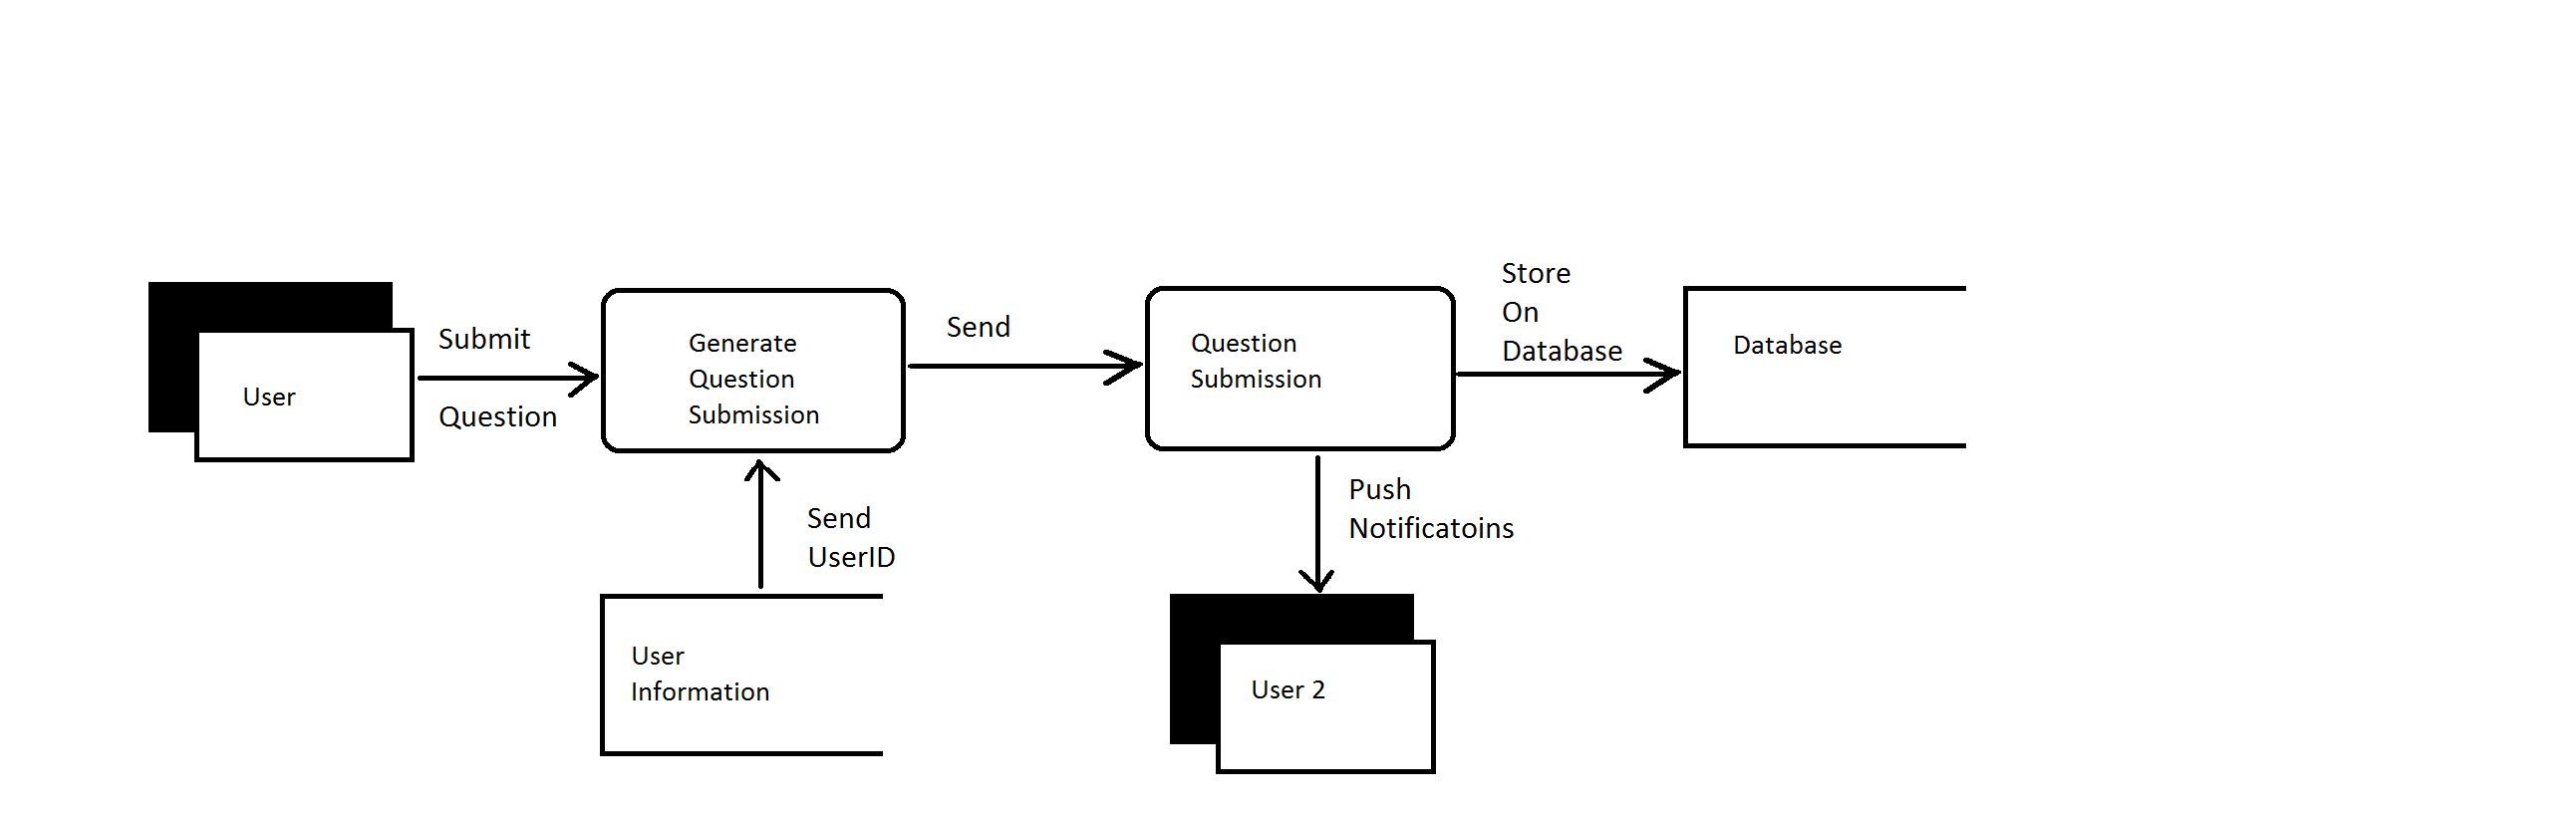 User
Submit
Question
Generate
Question
Submission
Send
Question
Submission
Store
On
Database
Database
Send
UserID
User
Information
Push
Notificatoins
User 2